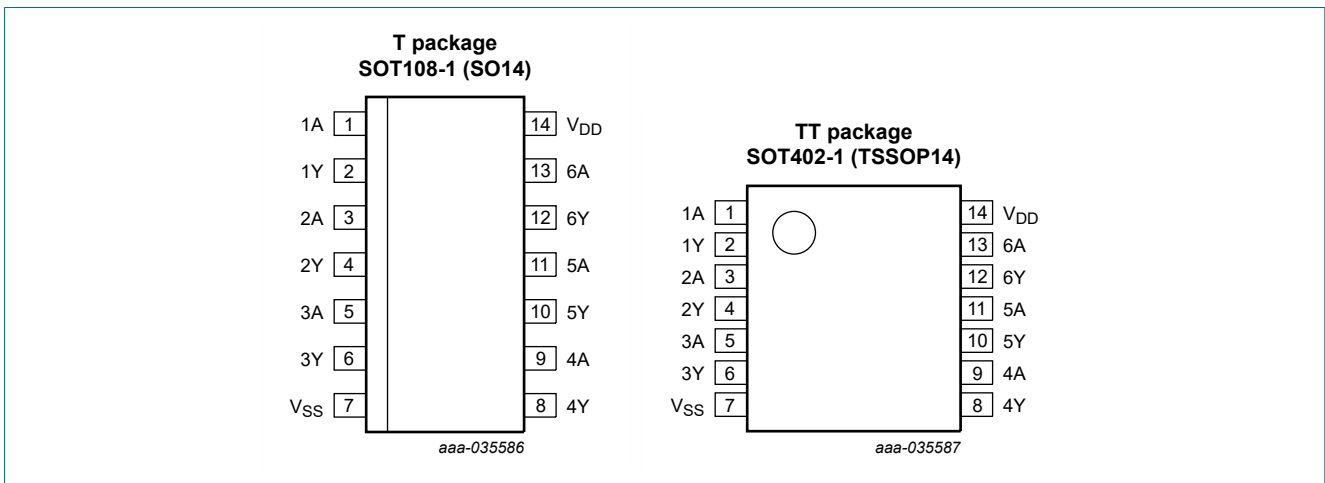 T package
SOT108-1 (SO14)
1A 1 14 VDD
1Y 2 13 6A
2A 3 12 6Y
2Y 4 11 5A
3A 5 10 5Y
3Y 6 9 4A
VSS 7 8 4Y
aaa-035586
TT package
SOT402-1 (TSSOP14)
1A 1 14 VDD
1Y 2 13 6A
2A 3 12 6Y
2Y 4 11 5A
3A 5 10 5Y
3Y 6 9 4A
VSS 7 8 4Y
aaa-035587